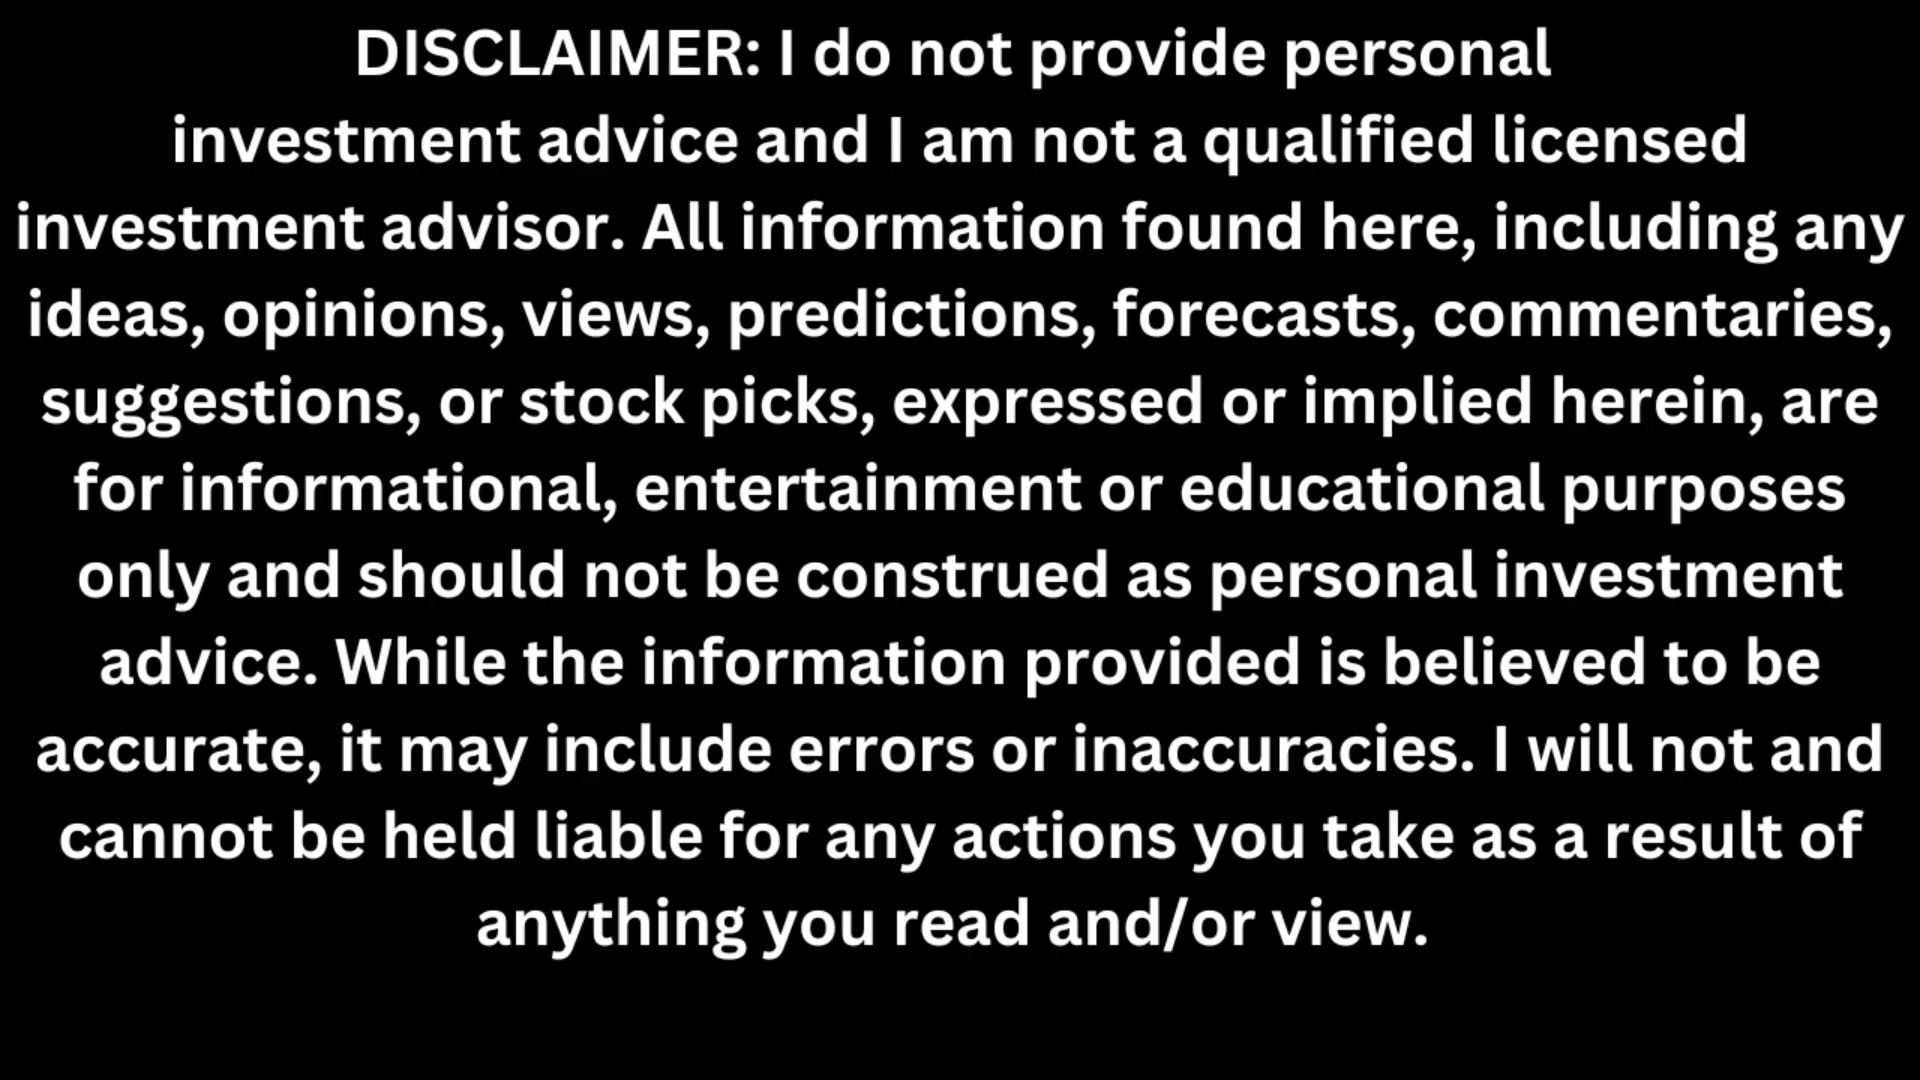 DISCLAIMER: I do not provide personal
investment advice and I am not a qualified licensed
investment advisor. All information found here, including any
ideas, opinions, views, predictions, forecasts, commentaries,
suggestions, or stock picks, expressed or implied herein, are
for informational, entertainment or educational purposes
only and should not be construed as personal investment
advice. While the information provided is believed to be
accurate, it may include errors or inaccuracies. I will not and
cannot be held liable for any actions you take as a result of
anything you read and/or view.